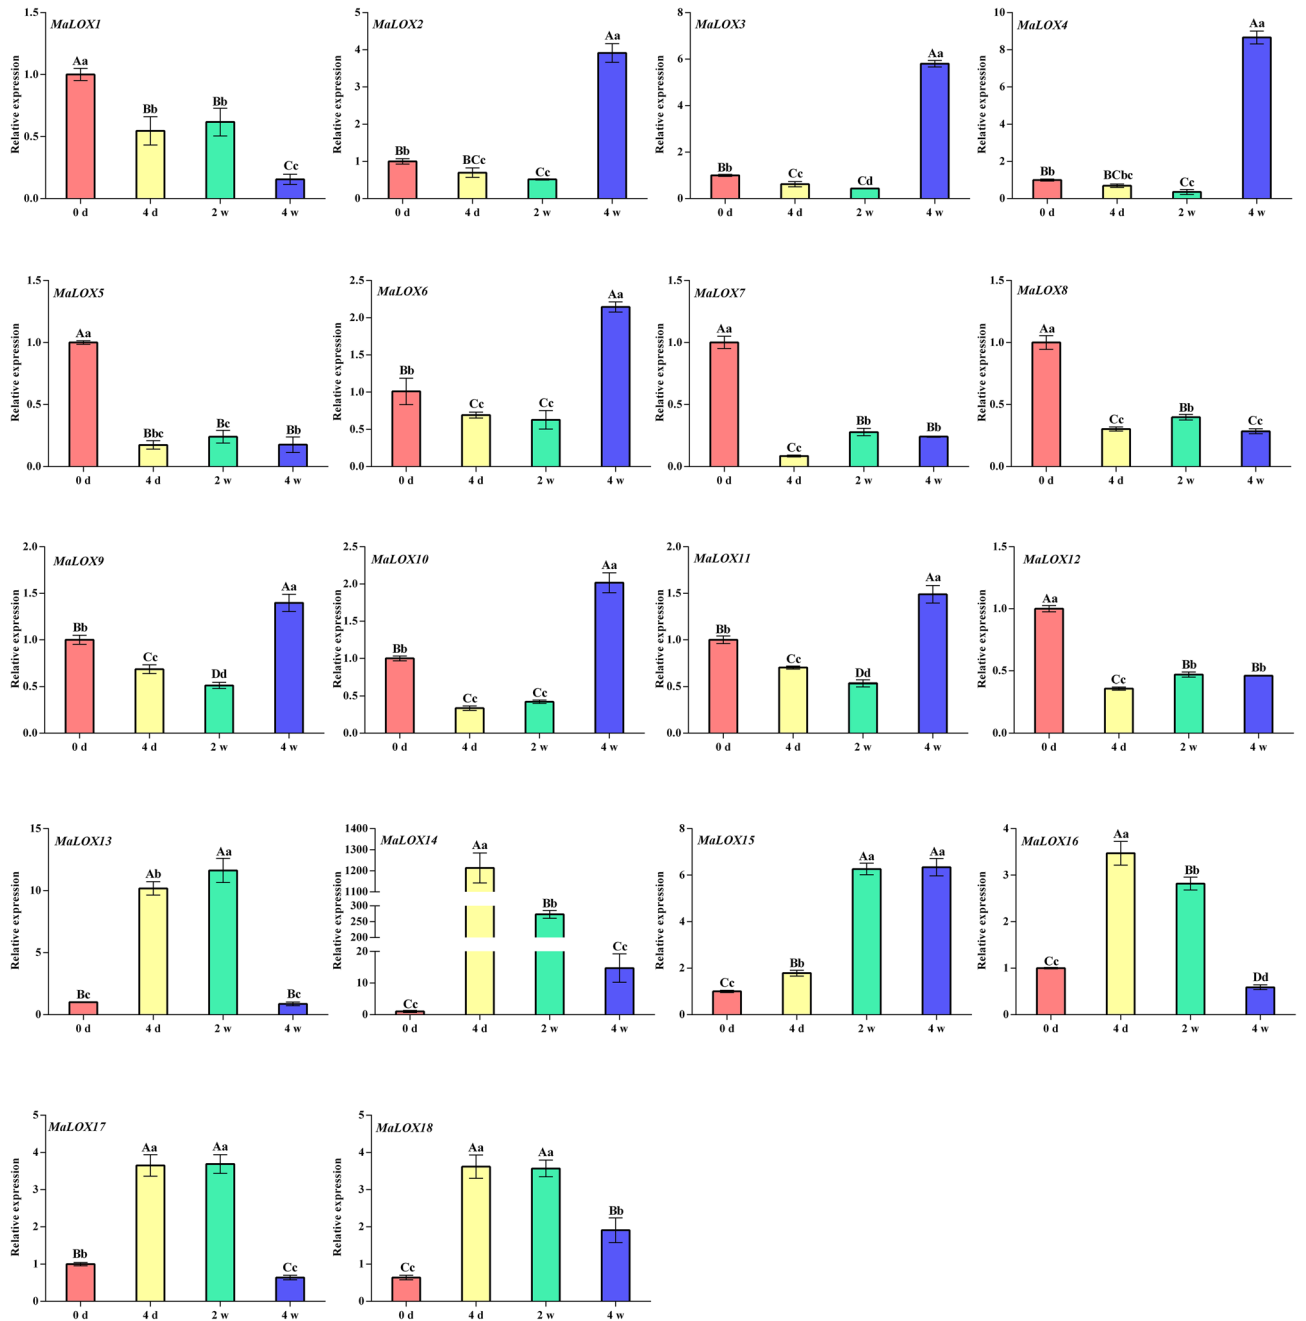 MaLOX1
Relative expression
1.5
1.0
0.5
0.0
Aa
Bb
Bb
Cc
0 d
4 d
2 w
4 w
MaLOX2
Relative expression
5
4
3
2
1
0
Bb
BCc
Cc
Aa
0 d
4 d
2 w
4 w
MaLOX3
Relative expression
8
6
4
2
0
Bb
Cc
Cd
Aa
0 d
4 d
2 w
4 w
MaLOX4
Relative expression
10
8
6
4
2
0
Bb
BCbc
Cc
Aa
0 d
4 d
2 w
4 w
MaLOX5
Relative expression
1.5
1.0
0.5
0.0
Aa
Bbc
Bc
Bb
0 d
4 d
2 w
4 w
MaLOX6
Relative expression
2.5
2.0
1.5
1.0
0.5
0.0
Bb
Cc
Cc
Aa
0 d
4 d
2 w
4 w
MaLOX7
Relative expression
1.5
1.0
0.5
0.0
Aa
Cc
Bb
Bb
0 d
4 d
2 w
4 w
MaLOX8
Relative expression
1.5
1.0
0.5
0.0
Aa
Cc
Bb
Cc
0 d
4 d
2 w
4 w
MaLOX9
Relative expression
2.0
1.5
1.0
0.5
0.0
Bb
Cc
Dd
Aa
0 d
4 d
2 w
4 w
MaLOX10
Relative expression
2.5
2.0
1.5
1.0
0.5
0.0
Bb
Cc
Cc
Aa
0 d
4 d
2 w
4 w
MaLOX11
Relative expression
2.0
1.5
1.0
0.5
0.0
Bb
Cc
Dd
Aa
0 d
4 d
2 w
4 w
MaLOX12
Relative expression
1.5
1.0
0.5
0.0
Aa
Cc
Bb
Bb
0 d
4 d
2 w
4 w
MaLOX13
Relative expression
15
10
5
0
Bc
Ab
Aa
Bc
0 d
4 d
2 w
4 w
MaLOX14
Relative expression
1400
1300
1200
1100
300
250
200
20
10
0
Cc
Aa
Bb
Cc
0 d
4 d
2 w
4 w
MaLOX15
Relative expression
8
6
4
2
0
Cc
Bb
Aa
Aa
0 d
4 d
2 w
4 w
MaLOX16
Relative expression
4
3
2
1
0
Cc
Aa
Bb
Dd
0 d
4 d
2 w
4 w
MaLOX17
Relative expression
5
4
3
2
1
0
Bb
Aa
Aa
Cc
0 d
4 d
2 w
4 w
MaLOX18
Relative expression
5
4
3
2
1
0
Cc
Aa
Aa
Bb
0 d
4 d
2 w
4 w